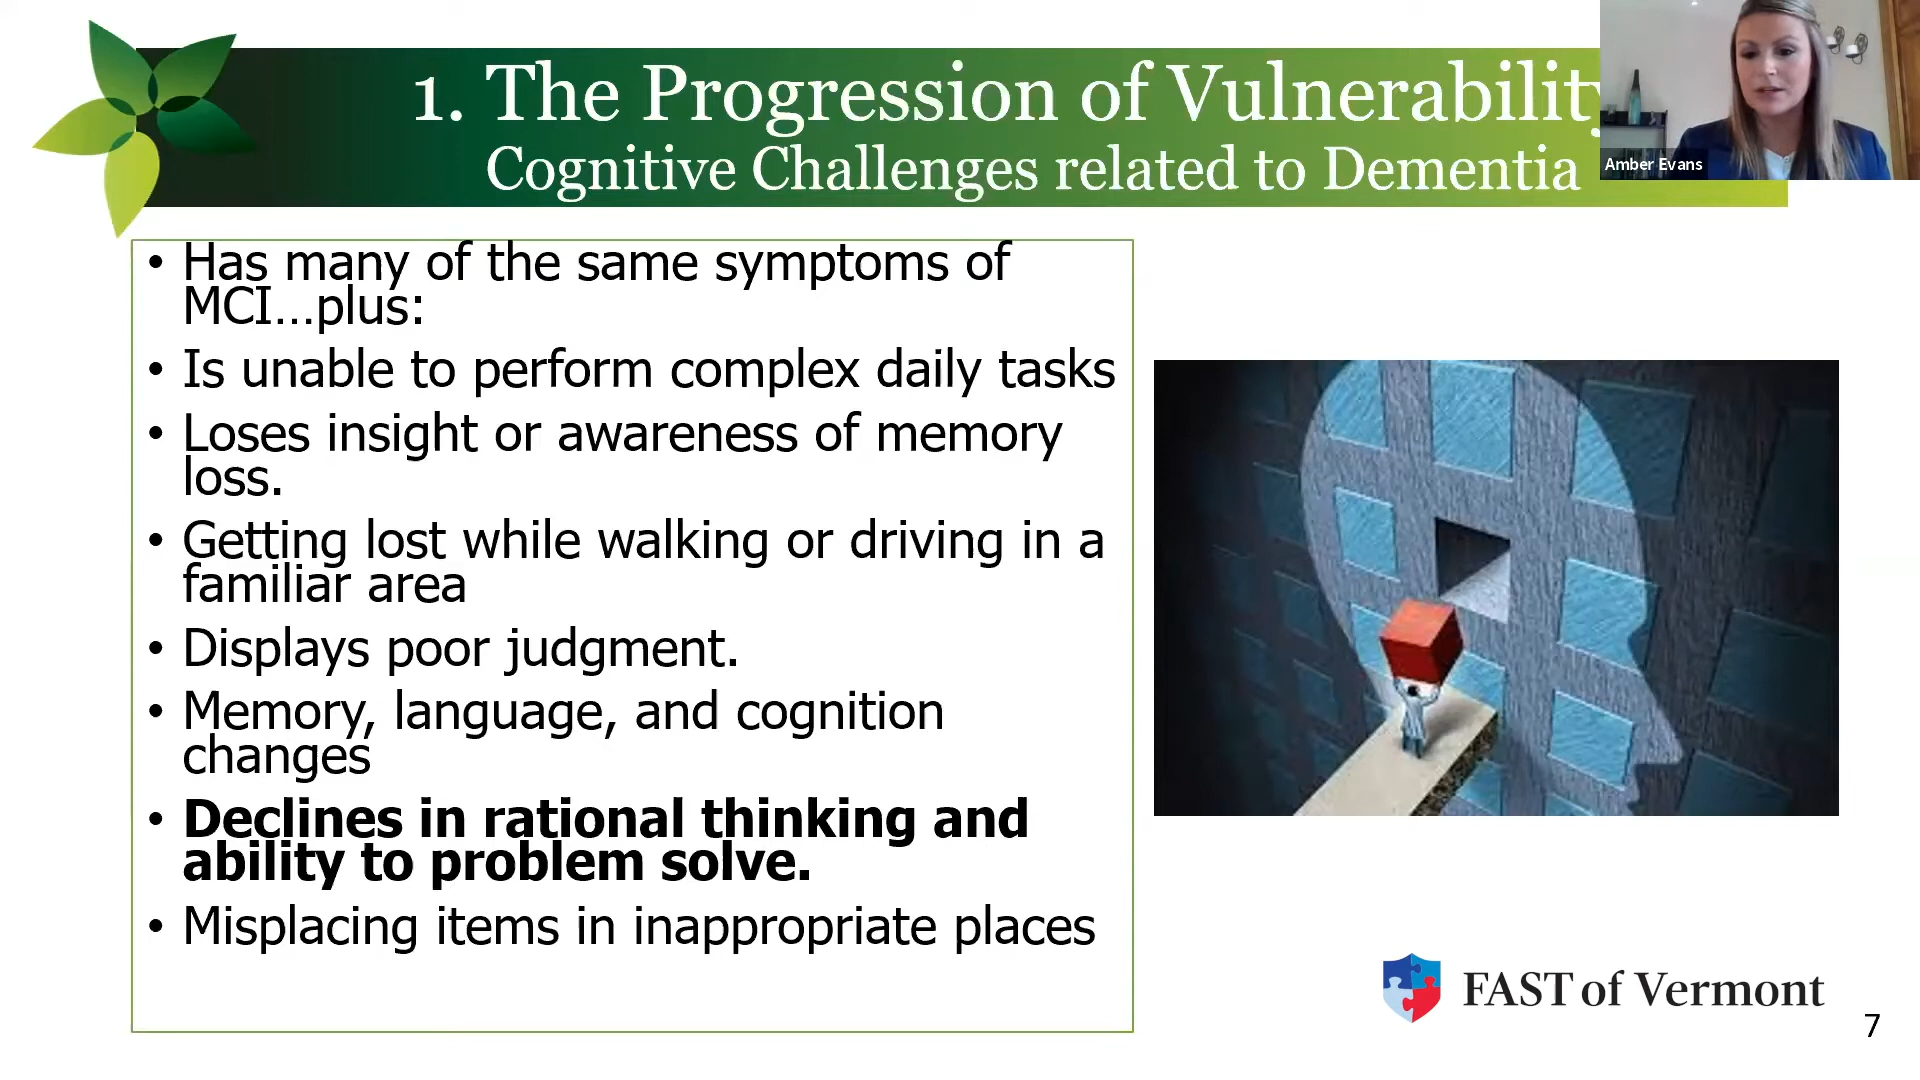 1. The Progression of Vulnerability
Cognitive Challenges related to Dementia
Amber Evans
• Has many of the same symptoms of
MCI...plus:
• Is unable to perform complex daily tasks
• Loses insight or awareness of memory
loss.
• Getting lost while walking or driving in a
familiar area
• Displays poor judgment.
• Memory, language, and cognition
changes
• Declines in rational thinking and
ability to problem solve.
• Misplacing items in inappropriate places
FAST of Vermont
7